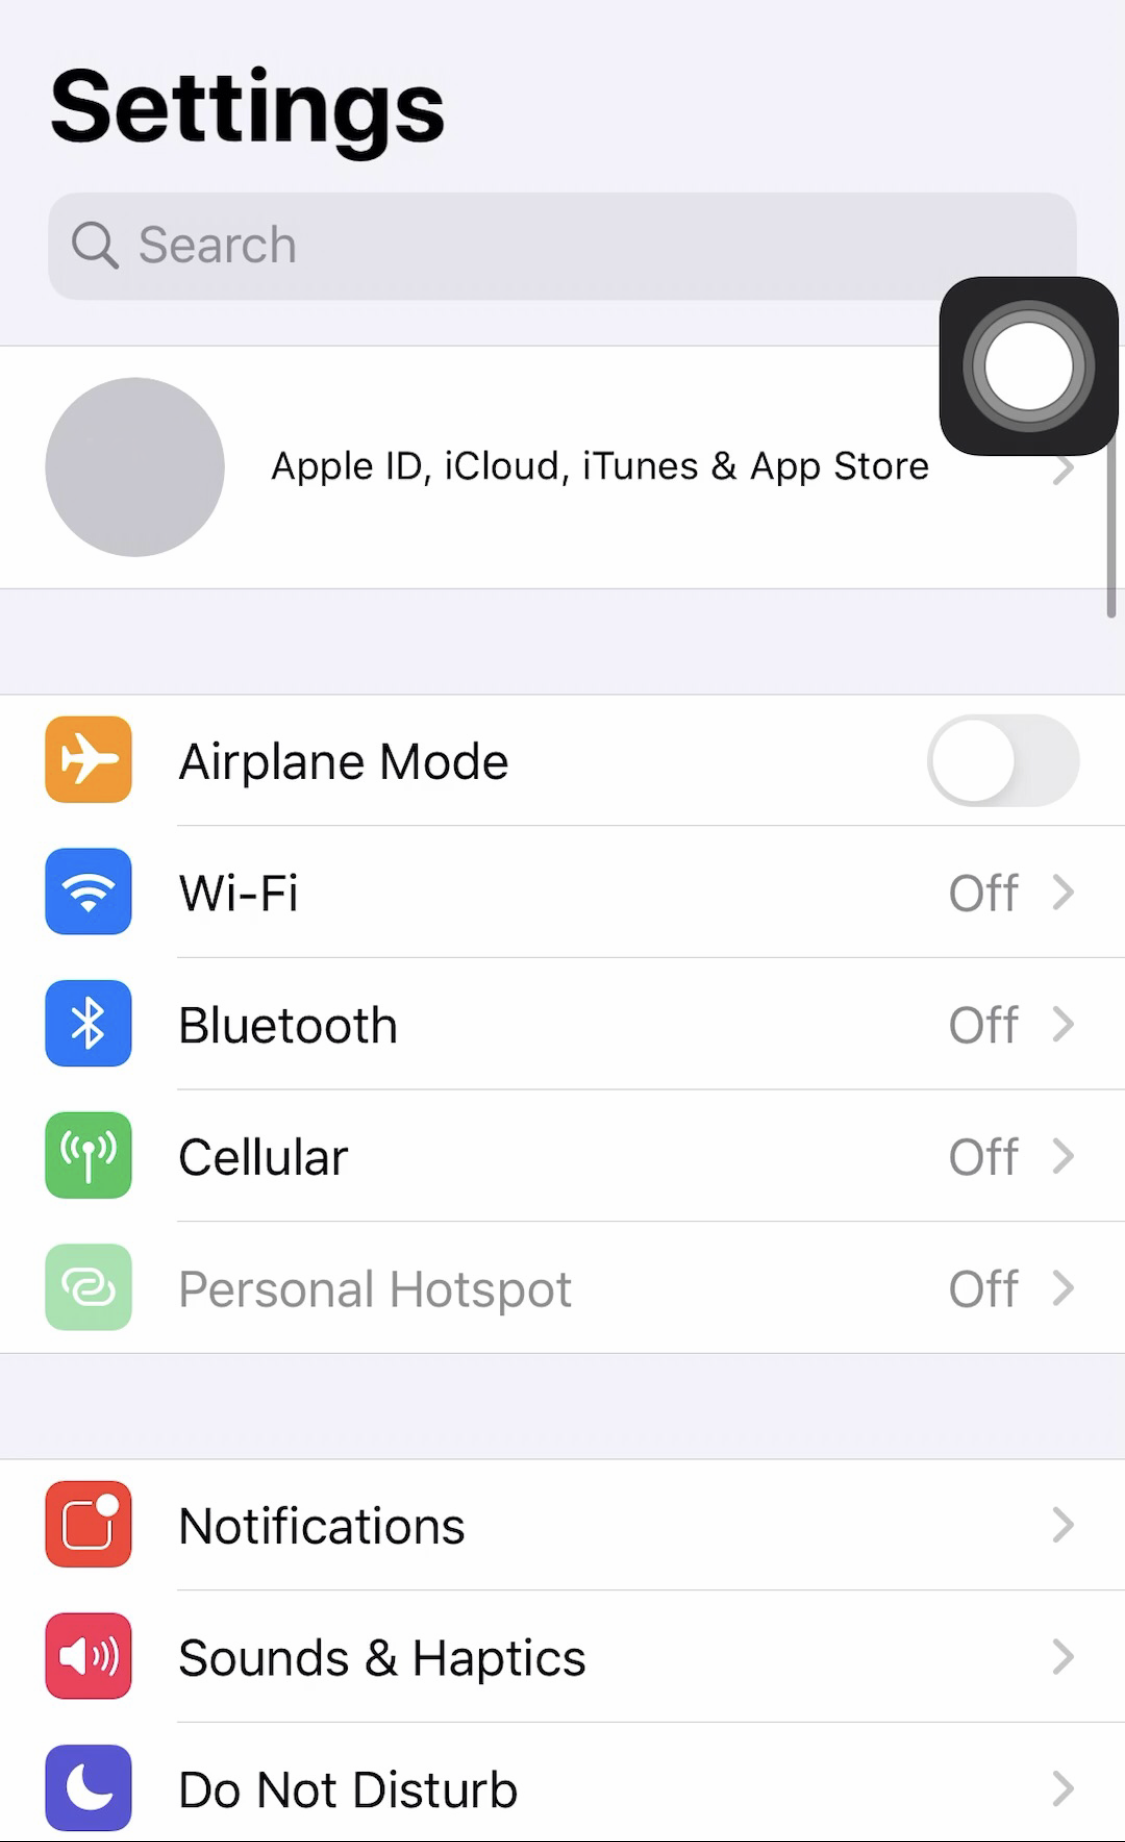 Settings
Search
Apple ID, iCloud, iTunes & App Store
Airplane Mode
Wi-Fi Off
Bluetooth Off
Cellular Off
Personal Hotspot Off
Notifications
Sounds & Haptics
Do Not Disturb